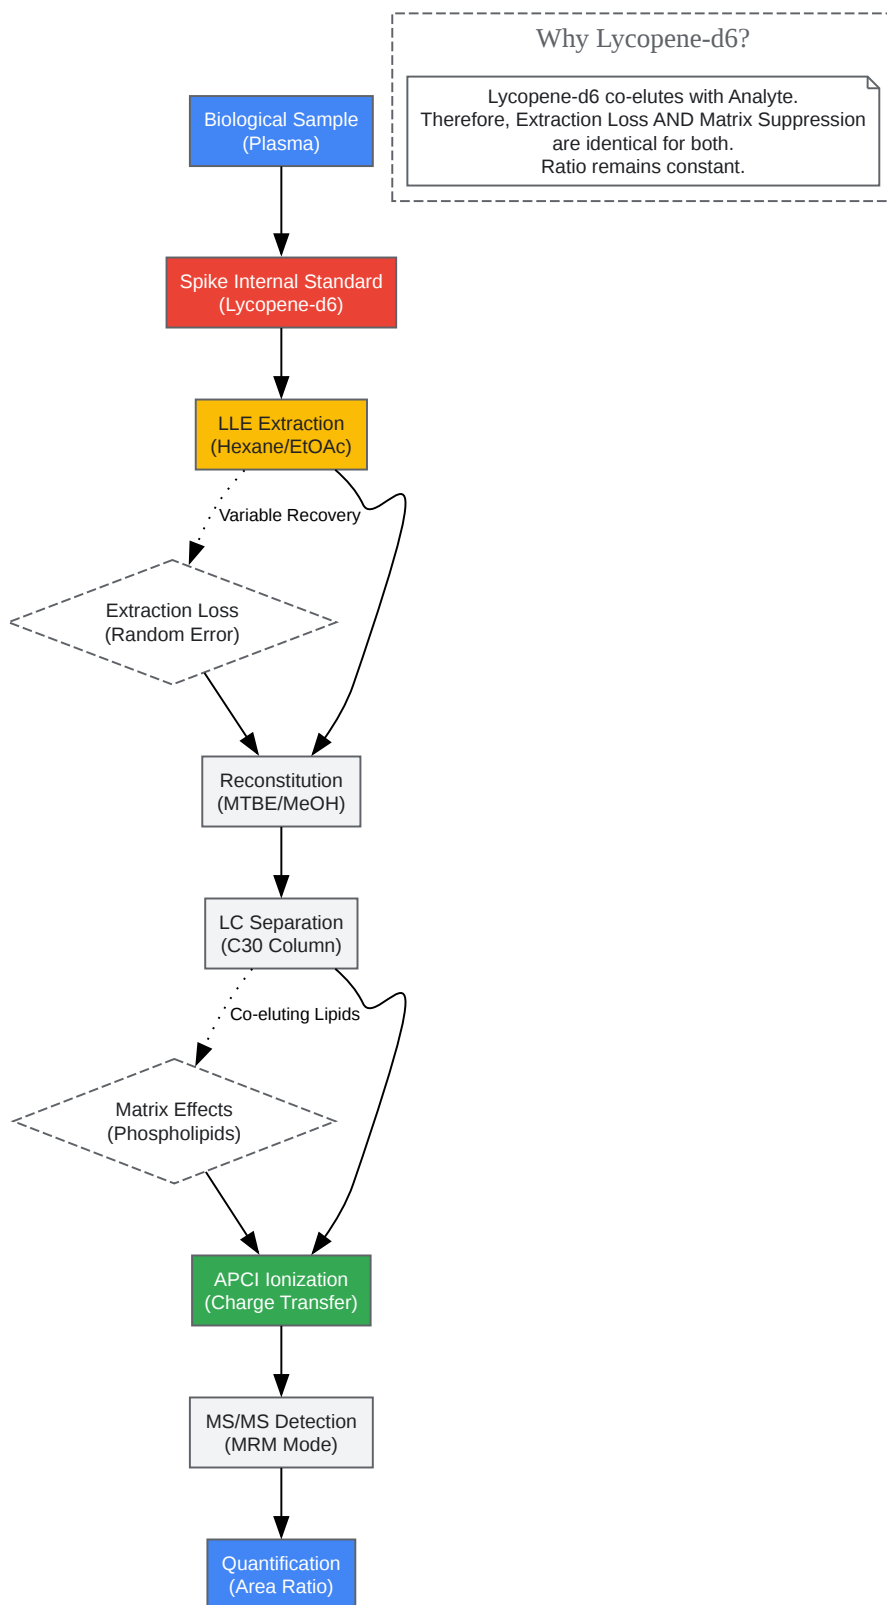 Why Lycopene-d6?
Lycopene-d6 co-elutes with Analyte.
Therefore, Extraction Loss AND Matrix Suppression
are identical for both.
Ratio remains constant.
Biological Sample
(Plasma)
Spike Internal Standard
(Lycopene-d6)
LLE Extraction
(Hexane/EtOAc)
Variable Recovery
Extraction Loss
(Random Error)
Reconstitution
(MTBE/MeOH)
LC Separation
(C30 Column)
Co-eluting Lipids
Matrix Effects
(Phospholipids)
APCI Ionization
(Charge Transfer)
MS/MS Detection
(MRM Mode)
Quantification
(Area Ratio)